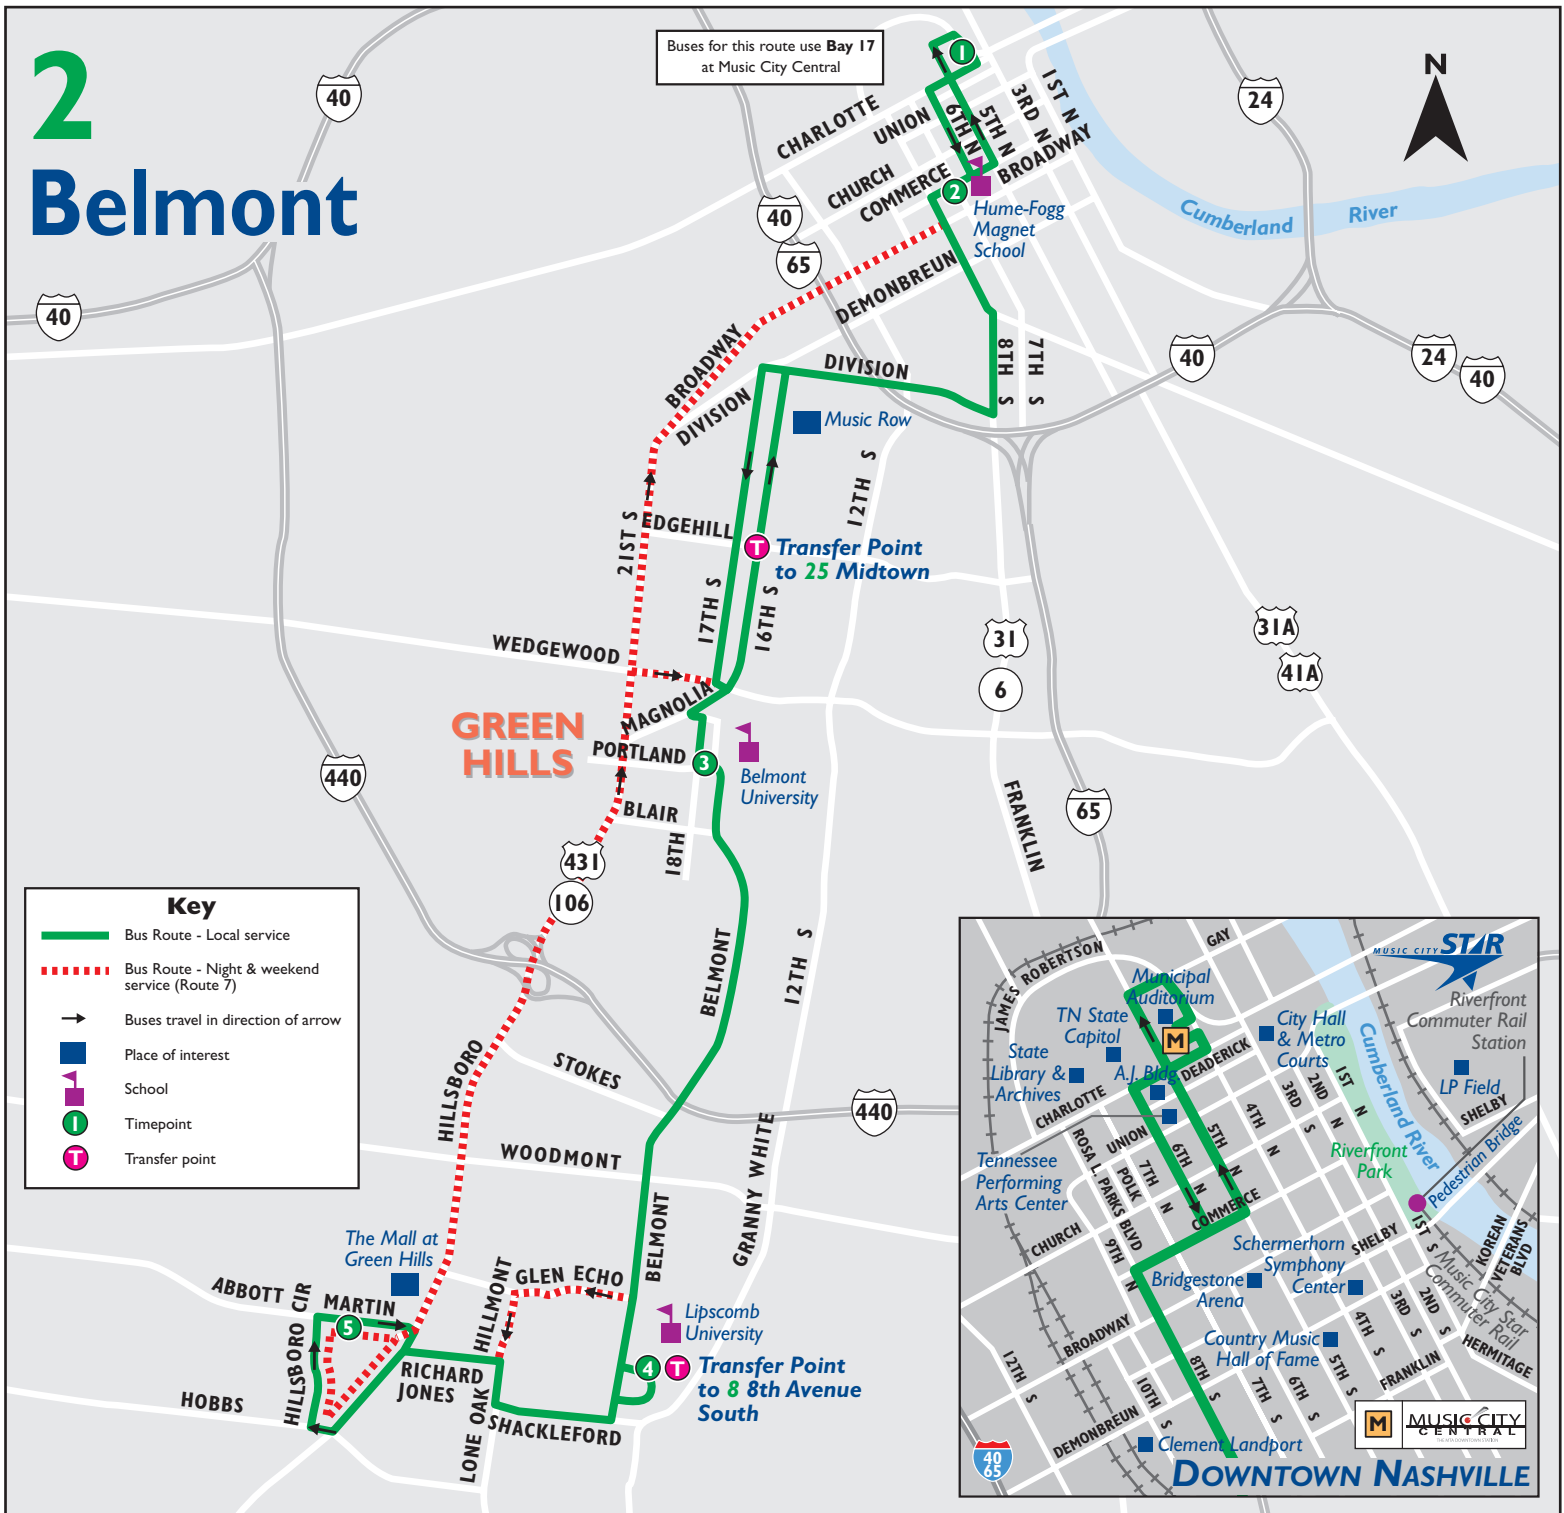 2
Belmont
Buses for this route use Bay 17
at Music City Central
N
40
40
24
40
65
40
24
40
CHARLOTTE
UNION
6TH N
5TH N
3RD N
1ST N
CHURCH
COMMERCE
BROADWAY
1
2
Hume-Fogg
Magnet
School
Cumberland River
DEMONBREUN
BROADWAY
DIVISION
DIVISION
8TH S
7TH S
Music Row
12TH S
21ST S
EDGEHILL
T
Transfer Point
to 25 Midtown
17TH S
16TH S
WEDGEWOOD
31
6
31A
41A
MAGNOLIA
GREEN
HILLS
PORTLAND
3
Belmont
University
440
BLAIR
18TH
FRANKLIN
65
431
106
BELMONT
12TH S
HILLSBORO
STOKES
440
WOODMONT
GRANNY WHITE
BELMONT
The Mall at
Green Hills
ABBOTT
MARTIN
HILLSBORO CIR
5
HILLMONT
GLEN ECHO
Lipscomb
University
4
T
Transfer Point
to 8 8th Avenue
South
RICHARD
JONES
HOBBS
LONE OAK
SHACKLEFORD
Key
Bus Route - Local service
Bus Route - Night & weekend
service (Route 7)
Buses travel in direction of arrow
Place of interest
School
1
Timepoint
T
Transfer point
MUSIC CITY STAR
JAMES ROBERTSON
GAY
Municipal
Auditorium
TN State
Capitol
M
City Hall
& Metro
Courts
Riverfront
Commuter Rail
Station
State
Library &
Archives
A.J. Bldg
DEADERICK
LP Field
CHARLOTTE
3RD S
2ND N
1ST N
Cumberland River
SHELBY
UNION
4TH N
5TH N
6TH N
7TH N
ROSA L. PARKS BLVD
POLK
Riverfront
Park
Pedestrian Bridge
Tennessee
Performing
Arts Center
COMMERCE
CHURCH
9TH N
Schermerhorn
Symphony
Center
SHELBY
1ST S
KOREAN
VETERANS
BLVD
Bridgestone
Arena
Music City Star
Commuter Rail
BROADWAY
Country Music
Hall of Fame
4TH S
3RD S
2ND S
HERMITAGE
12TH S
8TH S
5TH S
FRANKLIN
10TH S
7TH S
6TH S
DEMONBREUN
Clement Landport
40
65
M
MUSIC CITY
CENTRAL
DOWNTOWN NASHVILLE